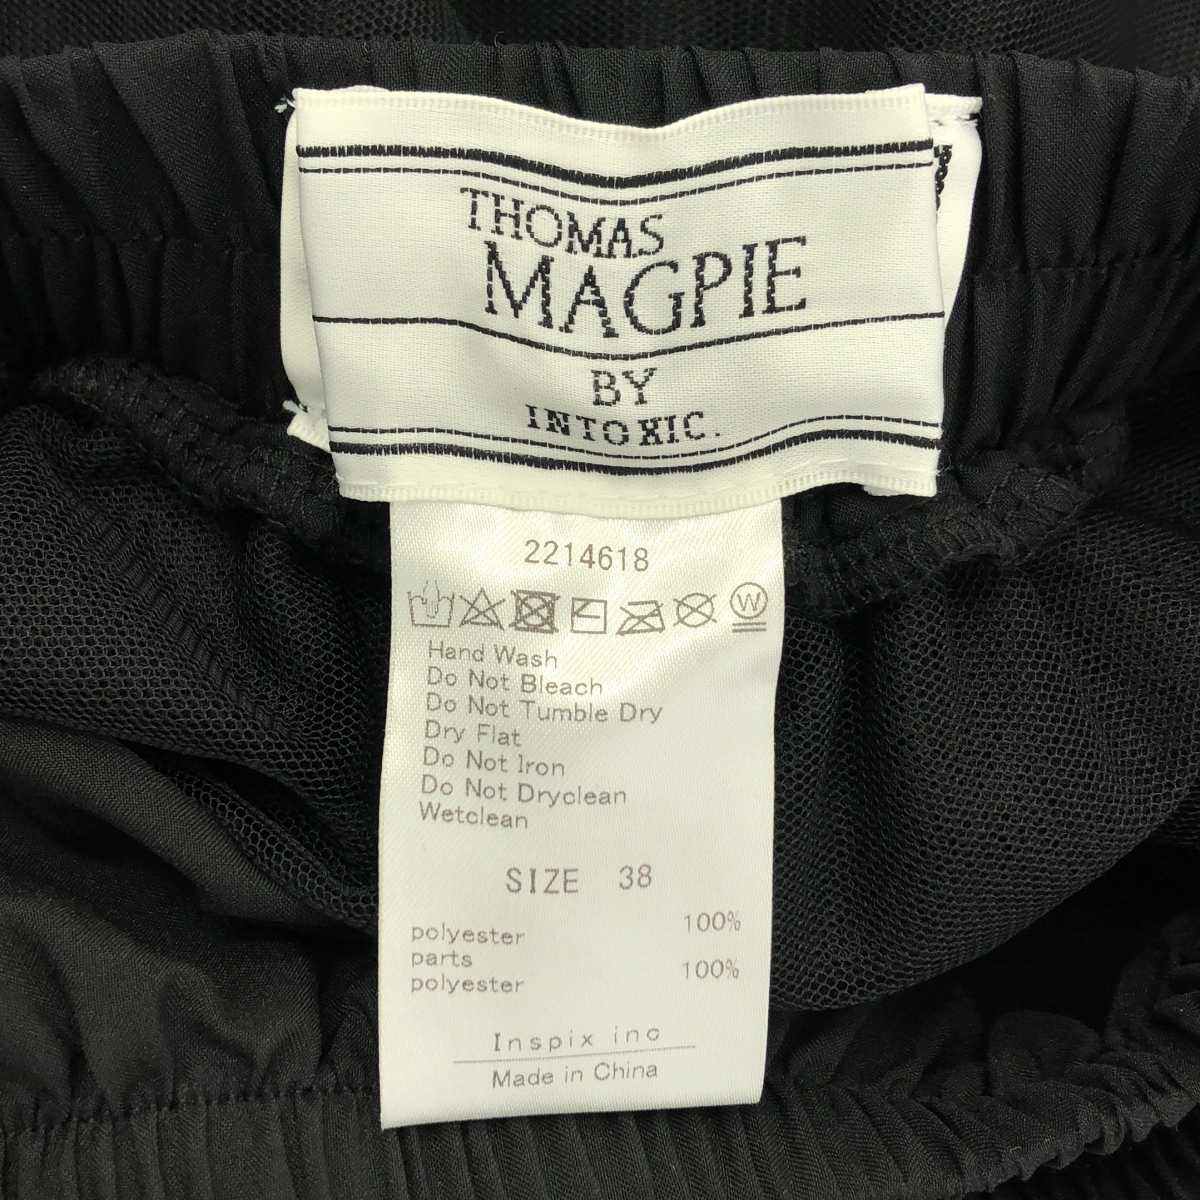 THOMAS
MAGPIE
BY
INTOXIC.
2214618
W
Hand Wash
Do Not Bleach
Do Not Tumble Dry
Dry Flat
Do Not Iron
Do Not Dryclean
Wetclean
SIZE 38
polyester 100%
parts
polyester 100%
Inspix inc
Made in China